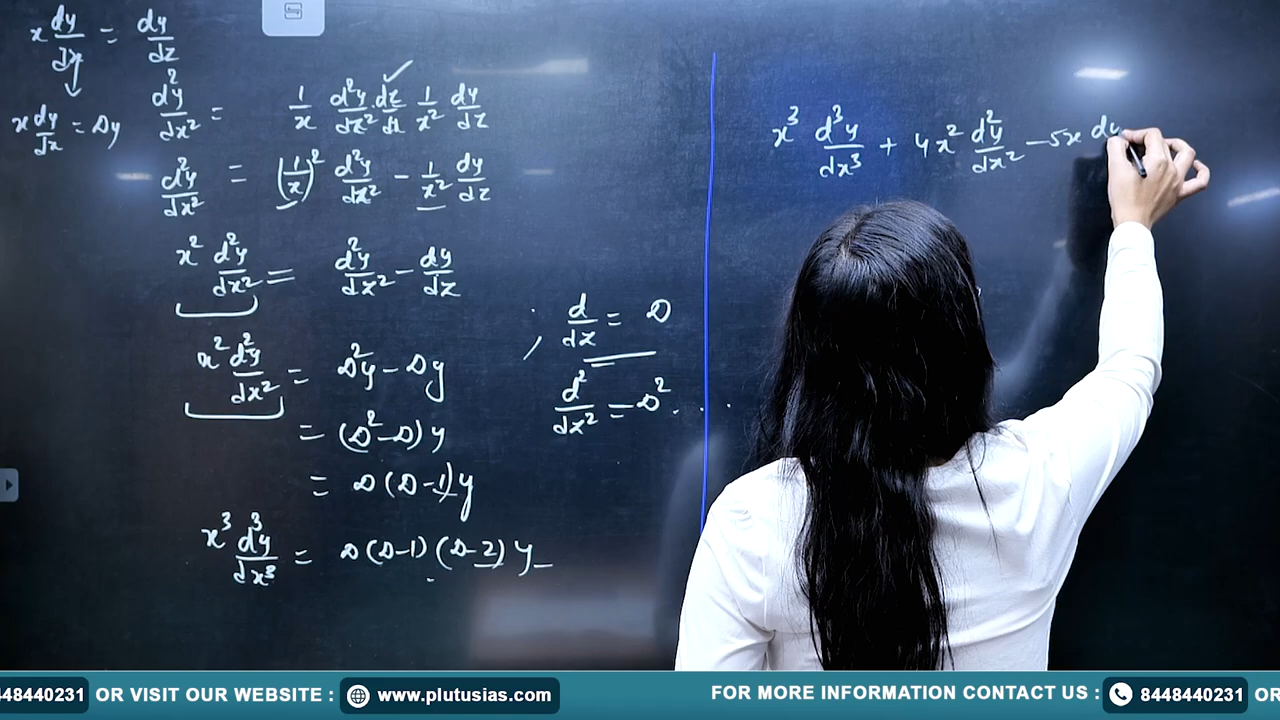 x dy/dx = dy/dz
x dy/dx = Dy
d²y/dx² = 1/x d²y/dz² . dz/dx 1/x² dy/dz
d²y/dx² = (1/x)² d²y/dz² - 1/x² dy/dz
x² d²y/dx² = d²y/dz² - dy/dz
x² d²y/dx² = D²y - Dy
= (D² - D) y
= D (D-1) y
x³ d³y/dx³ = D (D-1) (D-2) y
; d/dz = D
d²/dz² = D² . . .
x³ d³y/dx³ + 4x² d²y/dx² - 5x dy
448440231 OR VISIT OUR WEBSITE : www.plutusias.com FOR MORE INFORMATION CONTACT US : 8448440231 OR